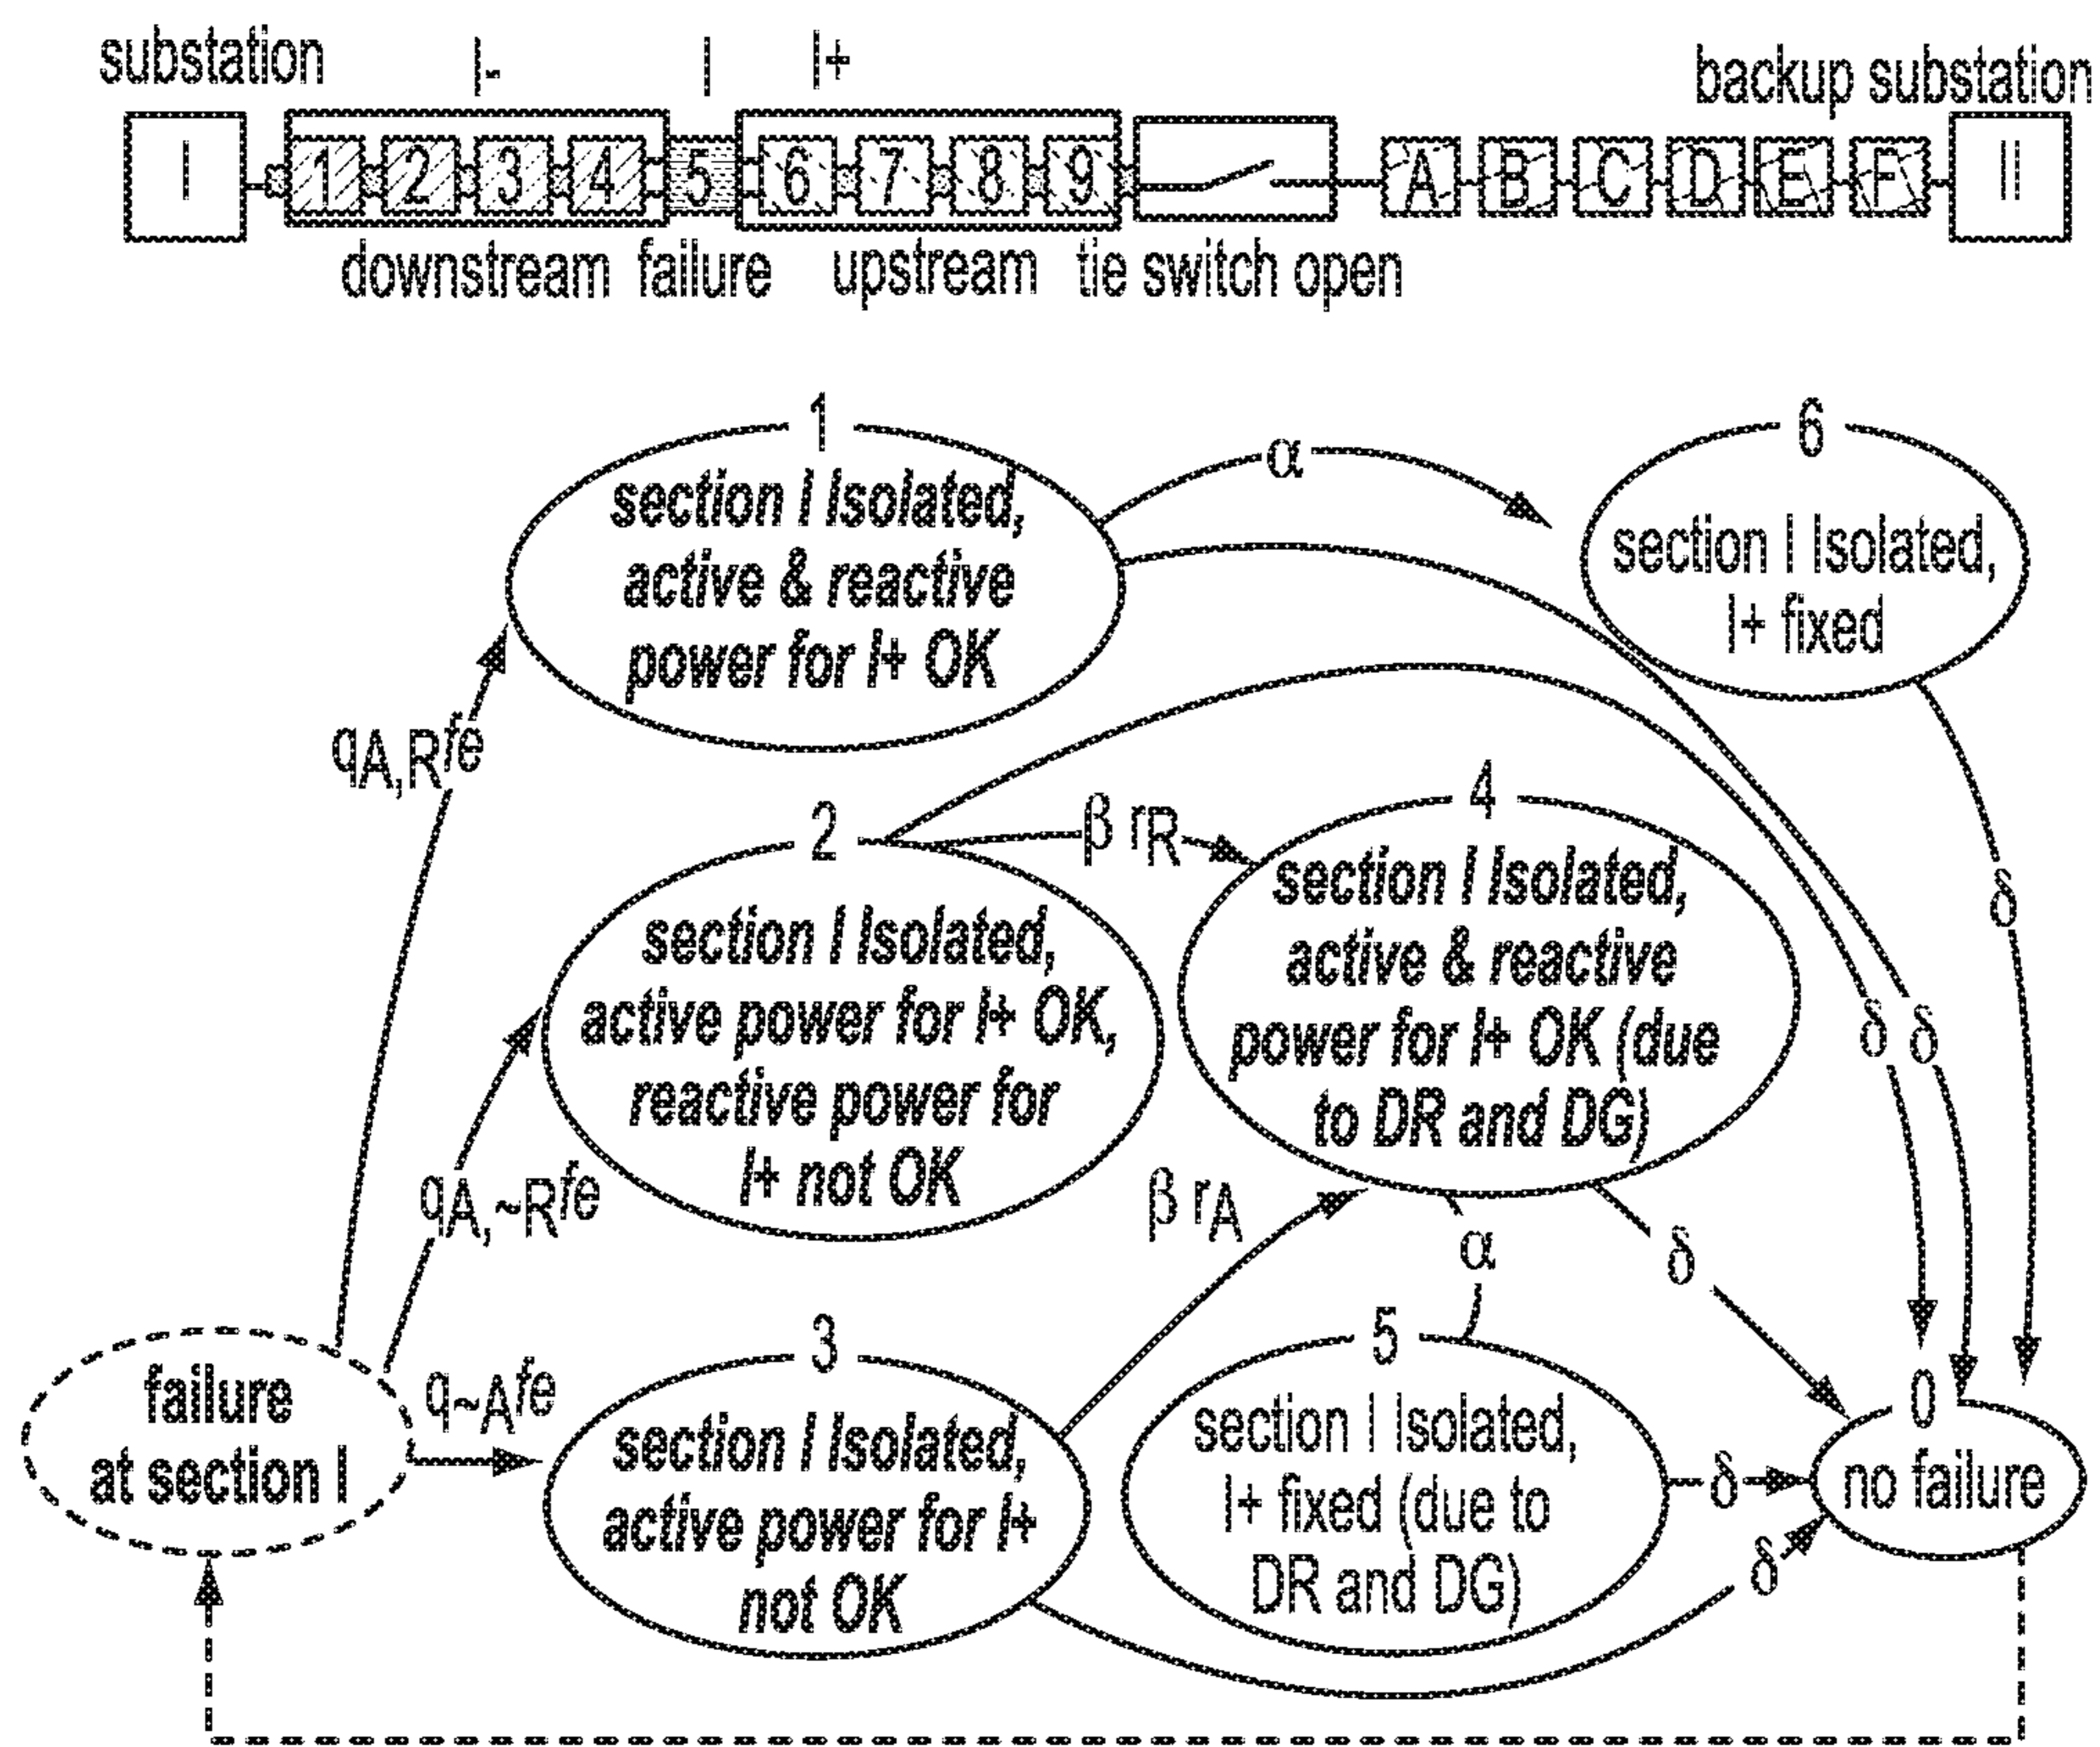 substation I- I I+ backup substation
I 1 2 3 4 5 6 7 8 9 A B C D E F II
downstream failure upstream tie switch open
1
section I Isolated,
active & reactive
power for I+ OK
α
6
section I Isolated,
I+ fixed
qA,Rfe
2
section I Isolated,
active power for I+ OK,
reactive power for
I+ not OK
β rR
4
section I Isolated,
active & reactive
power for I+ OK (due
to DR and DG)
δ
δ δ
qA,~Rfe
β rA
α
δ
failure
at section I
q~Afe
3
section I Isolated,
active power for I+
not OK
5
section I Isolated,
I+ fixed (due to
DR and DG)
δ
δ
0
no failure